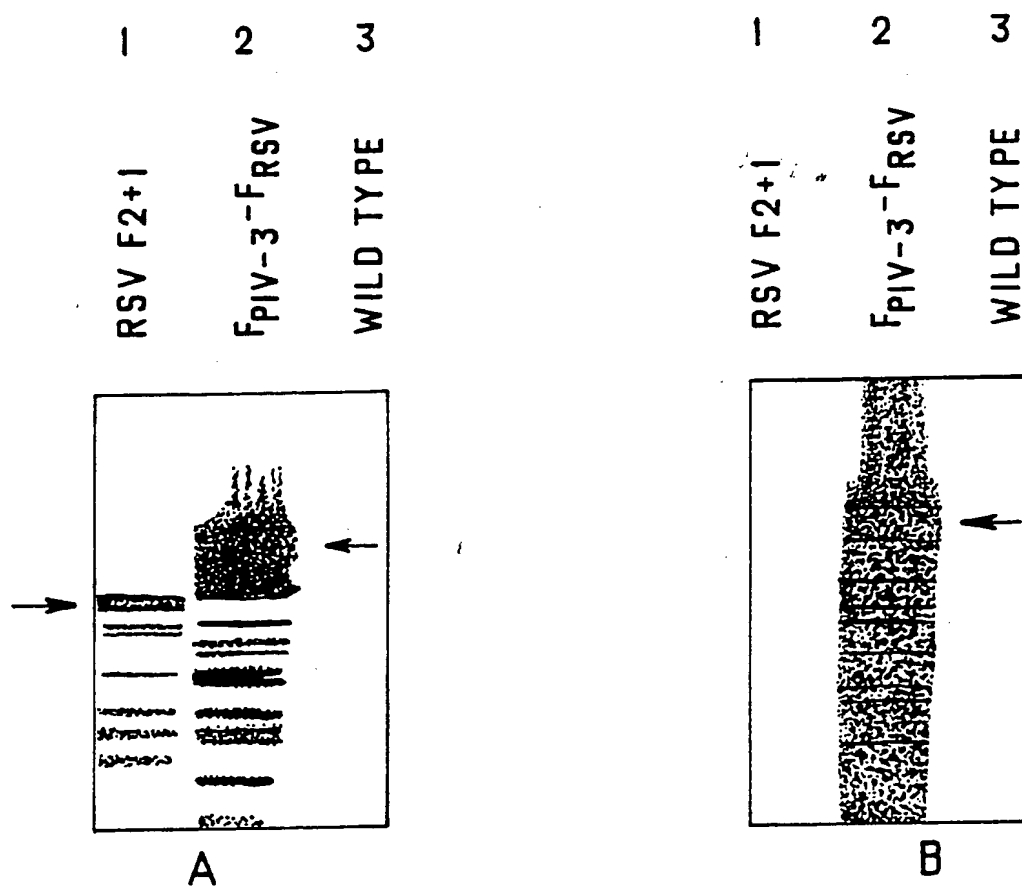 1 2 3
RSV F2+1
FPIV-3-FRSV
WILD TYPE
A
1 2 3
RSV F2+1
FPIV-3-FRSV
WILD TYPE
B